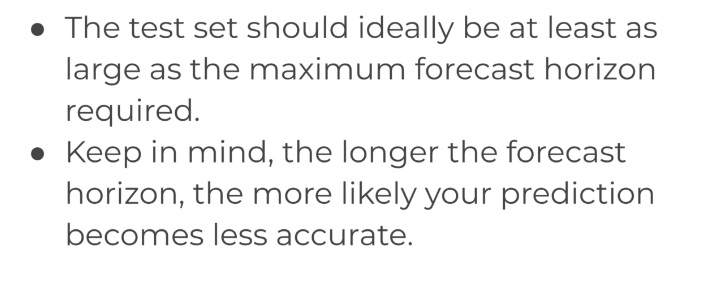 ● The test set should ideally be at least as
large as the maximum forecast horizon
required.
● Keep in mind, the longer the forecast
horizon, the more likely your prediction
becomes less accurate.